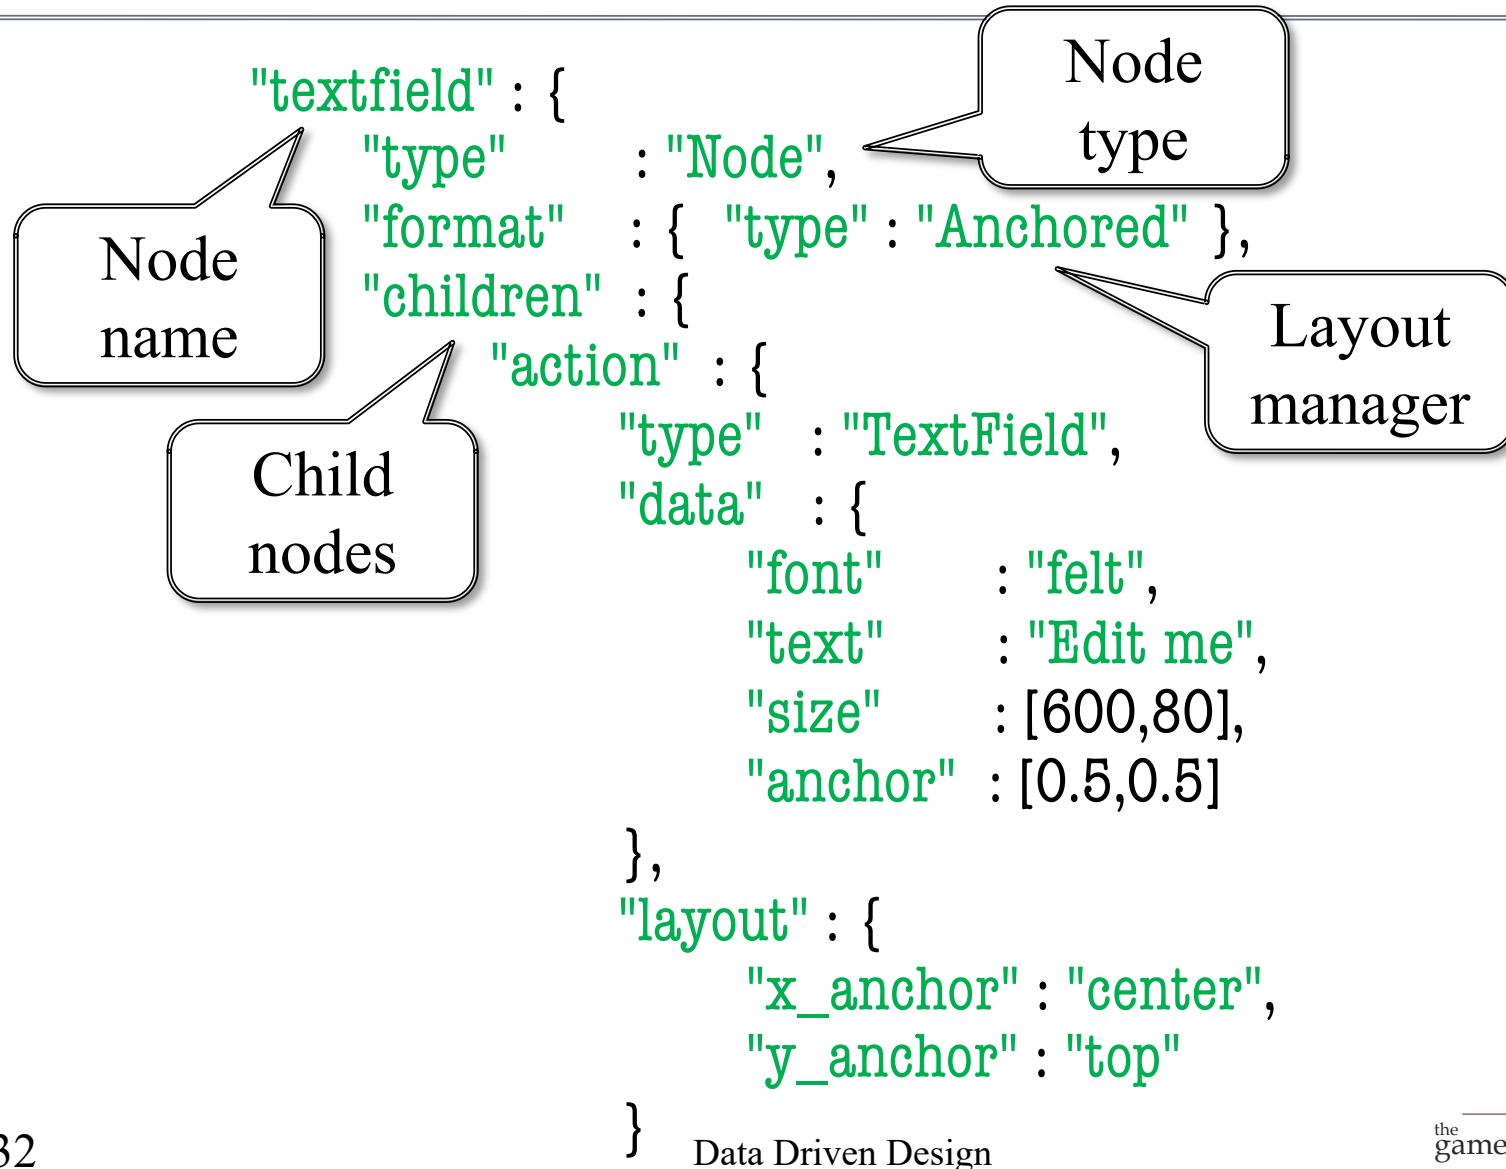 "textfield" : {
"type" : "Node",
"format" : { "type" : "Anchored" },
"children" : {
"action" : {
"type" : "TextField",
"data" : {
"font" : "felt",
"text" : "Edit me",
"size" : [600,80],
"anchor" : [0.5,0.5]
},
"layout" : {
"x_anchor" : "center",
"y_anchor" : "top"
}
Node
type
Node
name
Layout
manager
Child
nodes
32
Data Driven Design
the
game